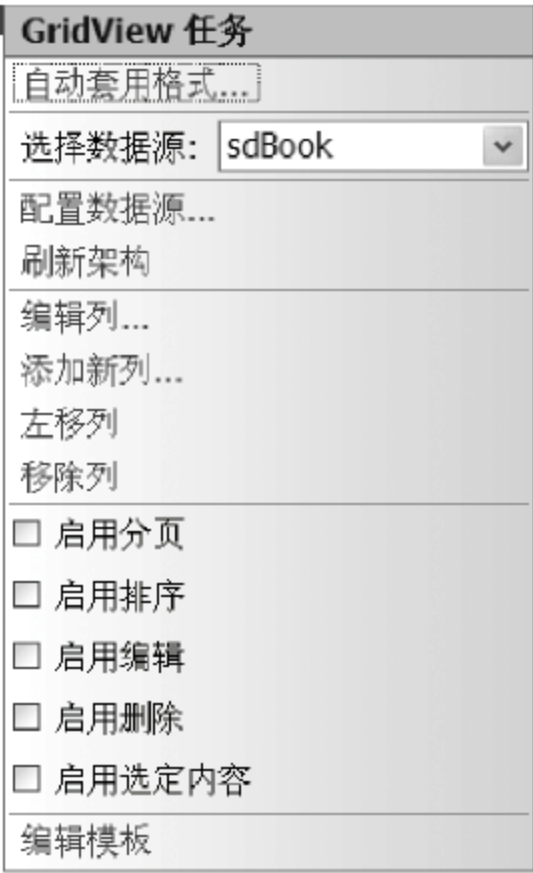 GridView 任务
自动套用格式...
选择数据源: sdBook
配置数据源...
刷新架构
编辑列...
添加新列...
左移列
移除列
启用分页
启用排序
启用编辑
启用删除
启用选定内容
编辑模板